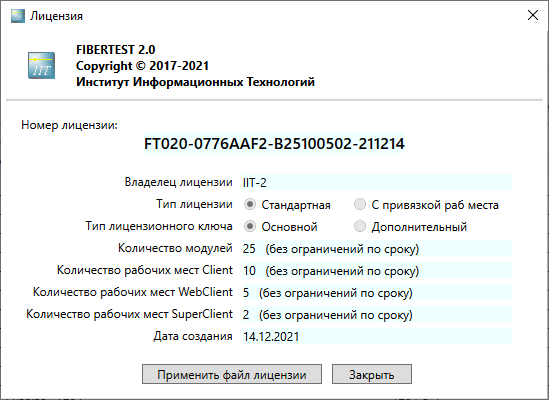 Лицензия
IIT
FIBERTEST 2.0
Copyright © 2017-2021
Институт Информационных Технологий
Номер лицензии:
FT020-0776AAF2-B25100502-211214
Владелец лицензии IIT-2
Тип лицензии Стандартная С привязкой раб места
Тип лицензионного ключа Основной Дополнительный
Количество модулей 25 (без ограничений по сроку)
Количество рабочих мест Client 10 (без ограничений по сроку)
Количество рабочих мест WebClient 5 (без ограничений по сроку)
Количество рабочих мест SuperClient 2 (без ограничений по сроку)
Дата создания 14.12.2021
Применить файл лицензии Закрыть